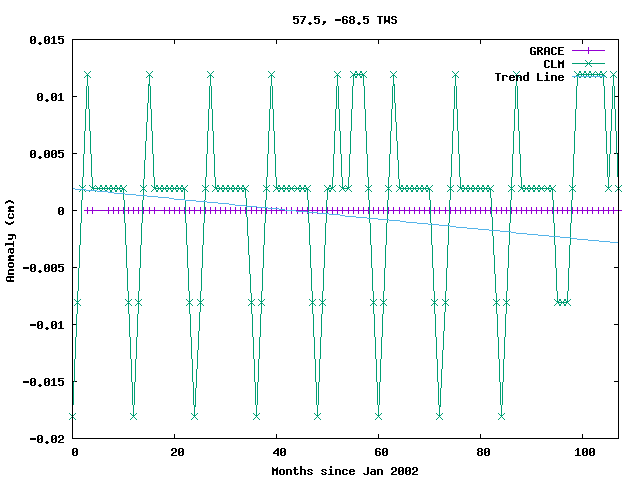 57.5, -68.5 TWS
0.015
0.01
0.005
0
-0.005
-0.01
-0.015
-0.02
Anomaly (cm)
GRACE
CLM
Trend Line
0 20 40 60 80 100
Months since Jan 2002